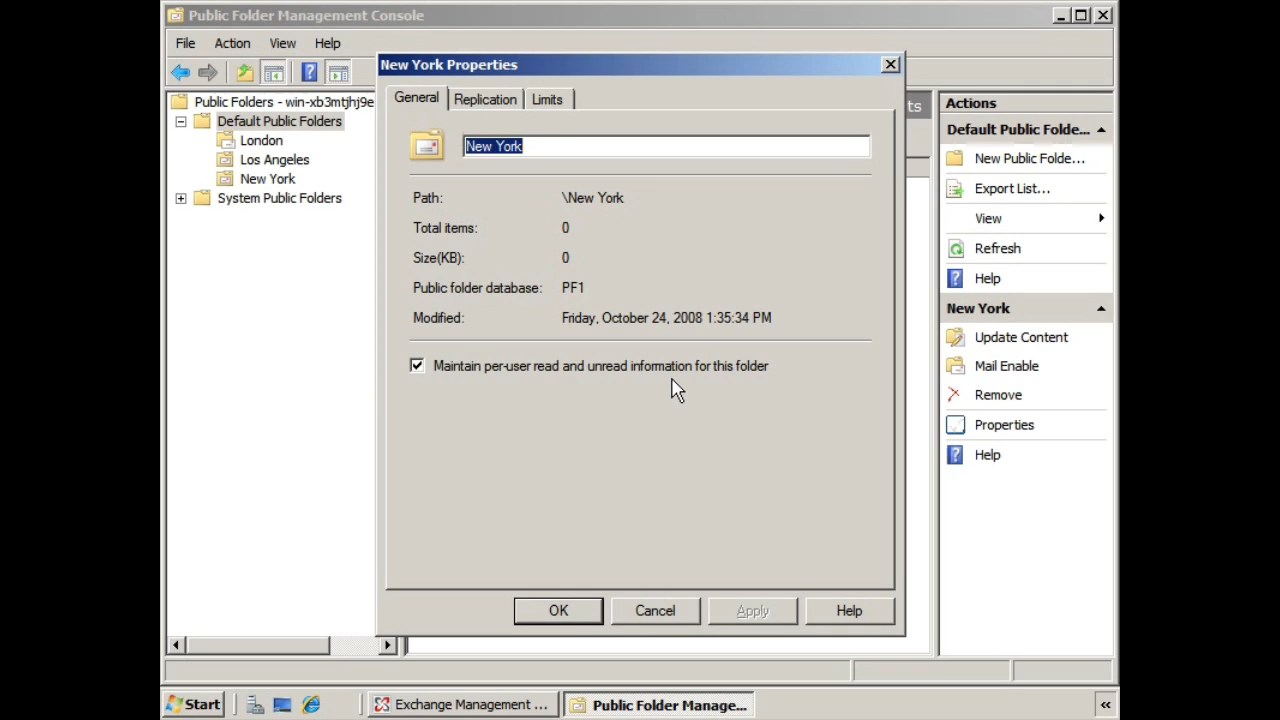 Public Folder Management Console
File Action View Help
Public Folders - win-xb3mtjhj9e
Default Public Folders
London
Los Angeles
New York
System Public Folders
New York Properties
General Replication Limits
New York
Path: \New York
Total items: 0
Size(KB): 0
Public folder database: PF1
Modified: Friday, October 24, 2008 1:35:34 PM
Maintain per-user read and unread information for this folder
OK Cancel Apply Help
ts
Actions
Default Public Folde...
New Public Folde...
Export List...
View
Refresh
Help
New York
Update Content
Mail Enable
Remove
Properties
Help
Start Exchange Management ... Public Folder Manage... «